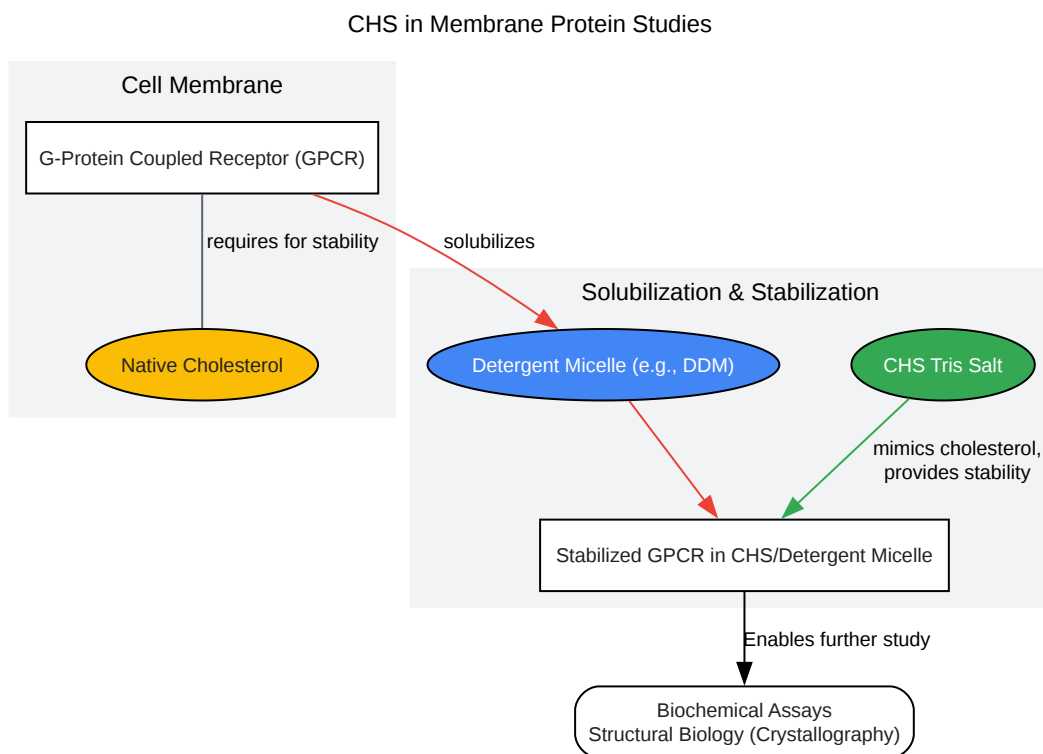 CHS in Membrane Protein Studies
Cell Membrane
G-Protein Coupled Receptor (GPCR)
requires for stability
solubilizes
Native Cholesterol
Solubilization & Stabilization
Detergent Micelle (e.g., DDM)
CHS Tris Salt
mimics cholesterol,
provides stability
Stabilized GPCR in CHS/Detergent Micelle
Enables further study
Biochemical Assays
Structural Biology (Crystallography)